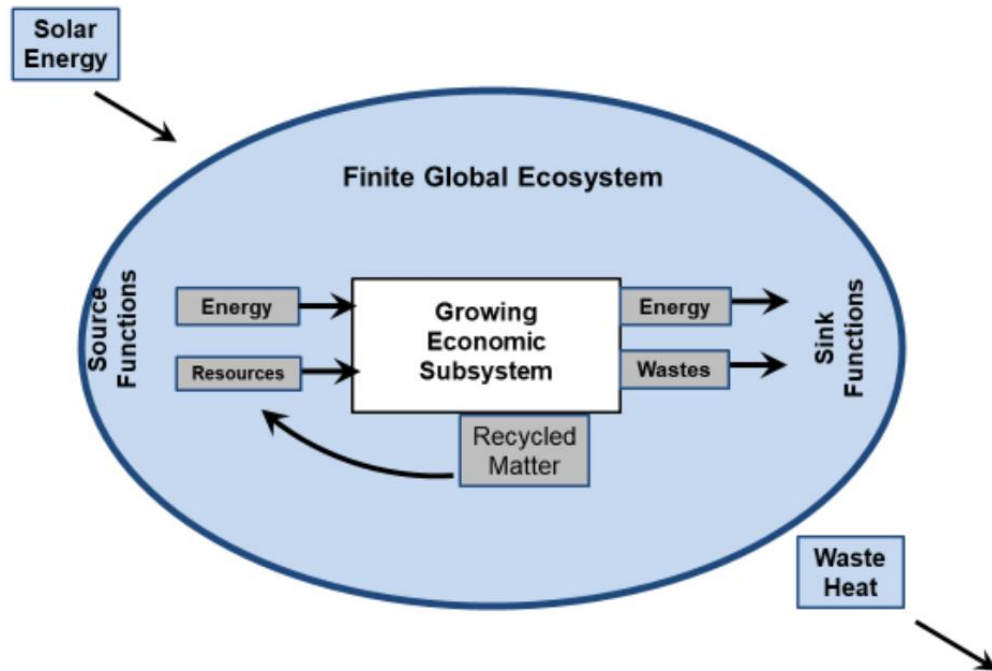 Solar
Energy
Finite Global Ecosystem
Source
Functions
Energy
Resources
Growing
Economic
Subsystem
Energy
Wastes
Sink
Functions
Recycled
Matter
Waste
Heat